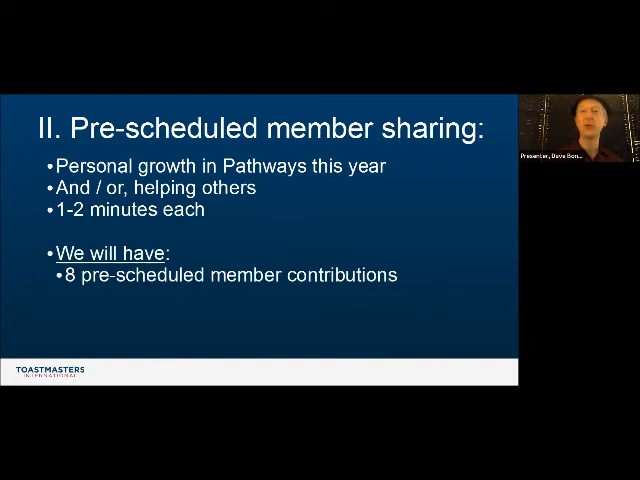 II. Pre-scheduled member sharing:
•Personal growth in Pathways this year
•And / or, helping others
•1-2 minutes each
•We will have:
•8 pre-scheduled member contributions
TOASTMASTERS
INTERNATIONAL
Presenter, Dave Bon...